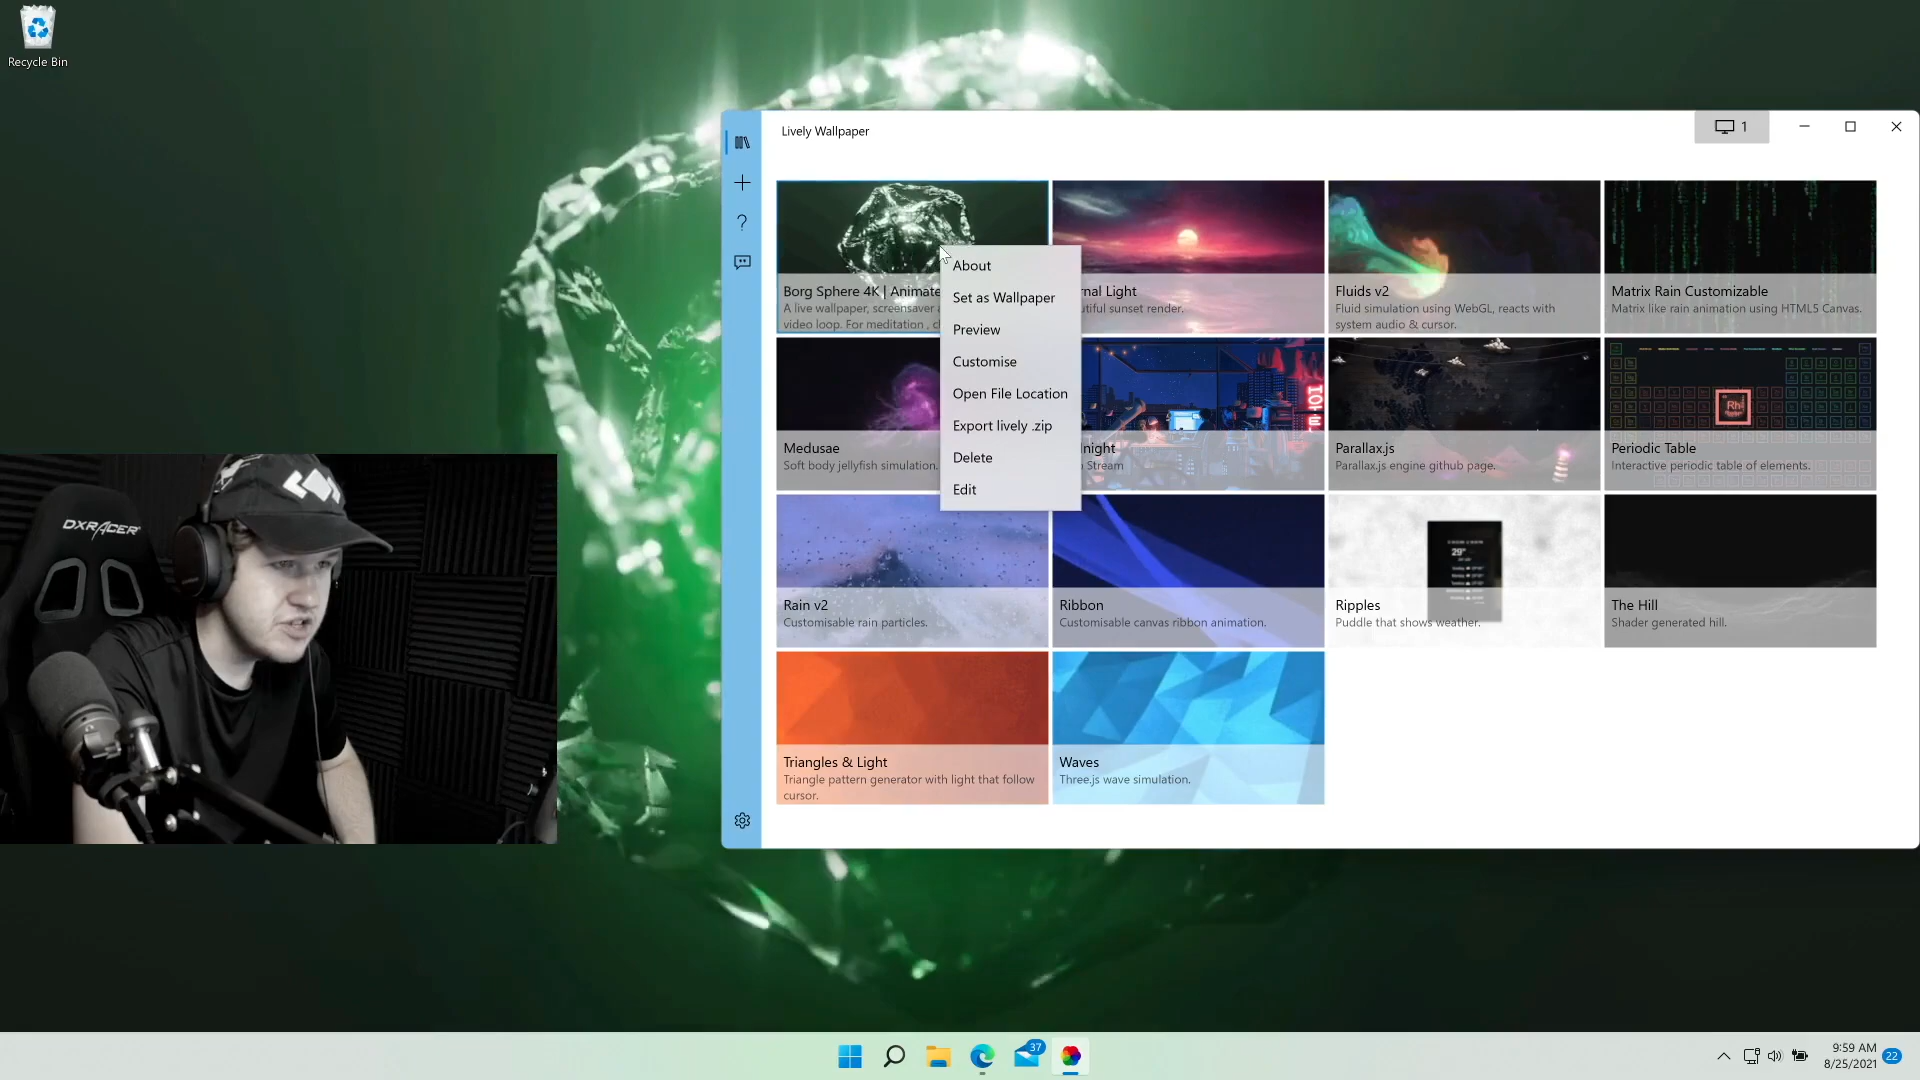 Recycle Bin
Lively Wallpaper
1
Borg Sphere 4K | Animate
A live wallpaper, screensaver
video loop. For meditation , c
rnal Light
utiful sunset render.
Fluids v2
Fluid simulation using WebGL, reacts with
system audio & cursor.
Matrix Rain Customizable
Matrix like rain animation using HTML5 Canvas.
About
Set as Wallpaper
Preview
Customise
Open File Location
Export lively .zip
Delete
Edit
Medusae
Soft body jellyfish simulation.
night
Stream
Parallax.js
Parallax.js engine github page.
Rh
Periodic Table
Interactive periodic table of elements.
DXRACER
Rain v2
Customisable rain particles.
Ribbon
Customisable canvas ribbon animation.
29°
Ripples
Puddle that shows weather.
The Hill
Shader generated hill.
Triangles & Light
Triangle pattern generator with light that follow
cursor.
Waves
Three.js wave simulation.
37
9:59 AM
8/25/2021
22